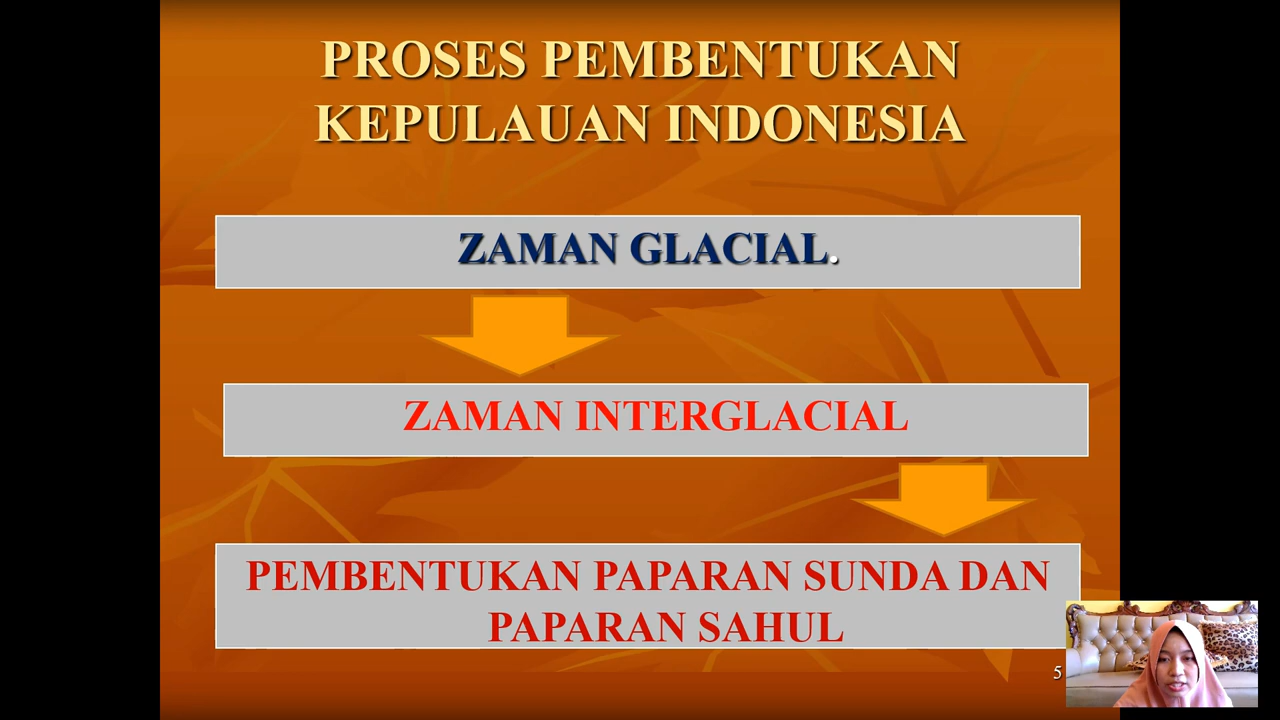 PROSES PEMBENTUKAN
KEPULAUAN INDONESIA
ZAMAN GLACIAL.
ZAMAN INTERGLACIAL
PEMBENTUKAN PAPARAN SUNDA DAN
PAPARAN SAHUL
5